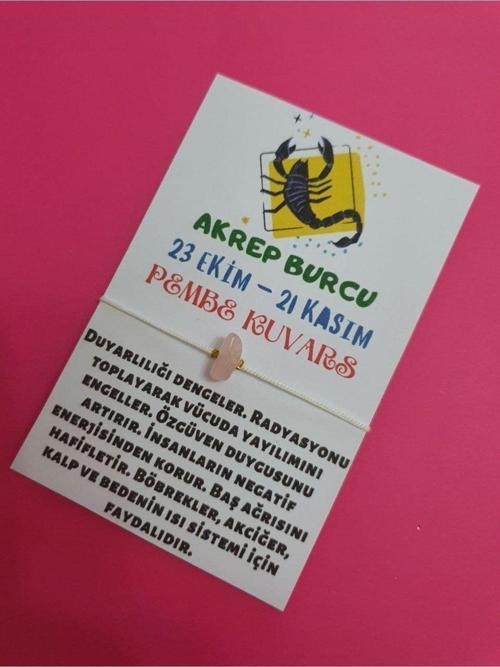 AKREP BURCU
23 EKİM – 21 KASIM
PEMBE KUVARS
DUYARLILIĞI DENGELER. RADYASYONU
TOPLAYARAK VÜCUDA YAYILIMINI
ENGELLER. ÖZGÜVEN DUYGUSUNU
ARTIRIR. İNSANLARIN NEGATİF
ENERJİSİNDEN KORUR. BAŞ AĞRISINI
HAFİFLETİR. BÖBREKLER, AKCİĞER,
KALP VE BEDENİN ISI SİSTEMİ İÇİN
FAYDALIDIR.